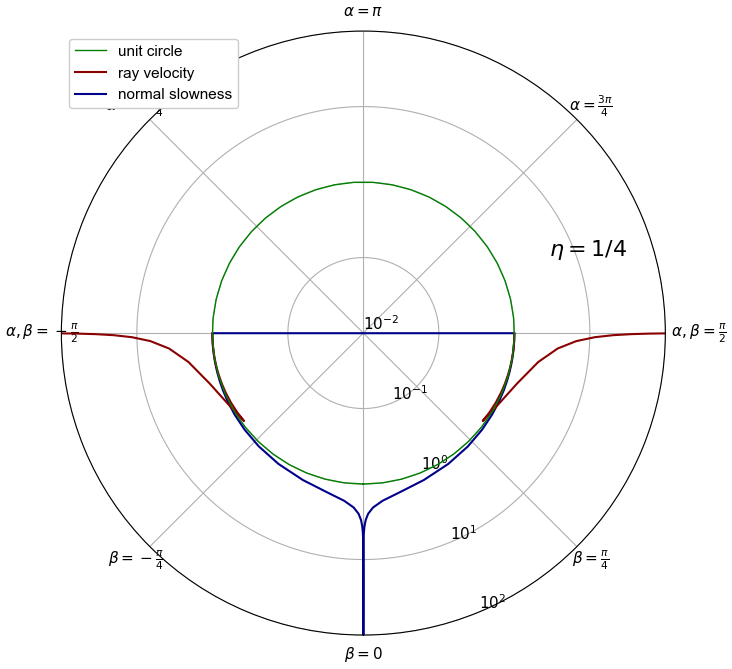 α = π
unit circle
ray velocity
normal slowness
4
α = 3π/4
η = 1/4
10⁻²
α, β = −π/2
α, β = π/2
10⁻¹
10⁰
10¹
β = −π/4
β = π/4
10²
β = 0